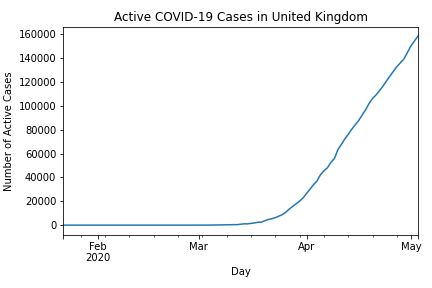 Active COVID-19 Cases in United Kingdom
160000
140000
120000
100000
80000
60000
40000
20000
0
Number of Active Cases
Feb
2020
Mar
Apr
May
Day